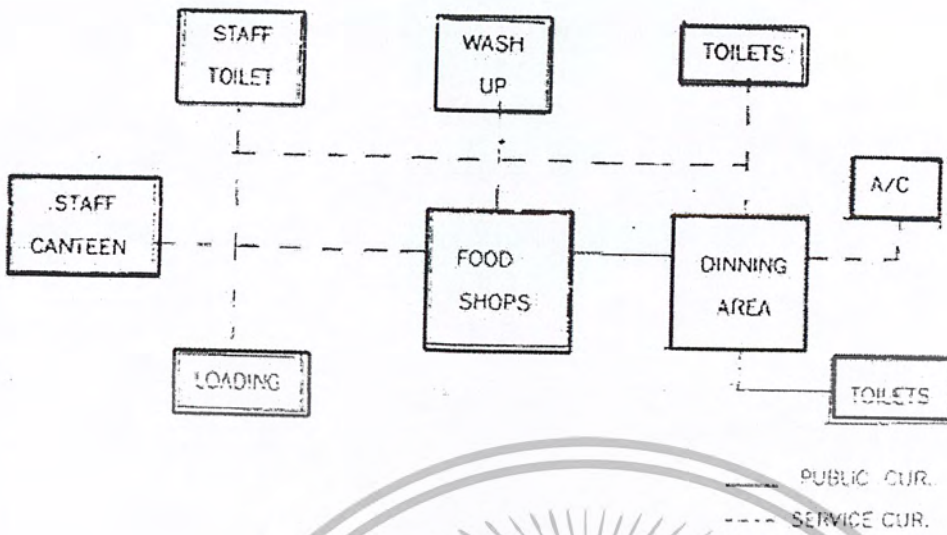 STAFF
TOILET
WASH
UP
TOILETS
A/C
STAFF
CANTEEN
FOOD
SHOPS
DINNING
AREA
LOADING
TOILETS
PUBLIC CUR.
SERVICE CUR.